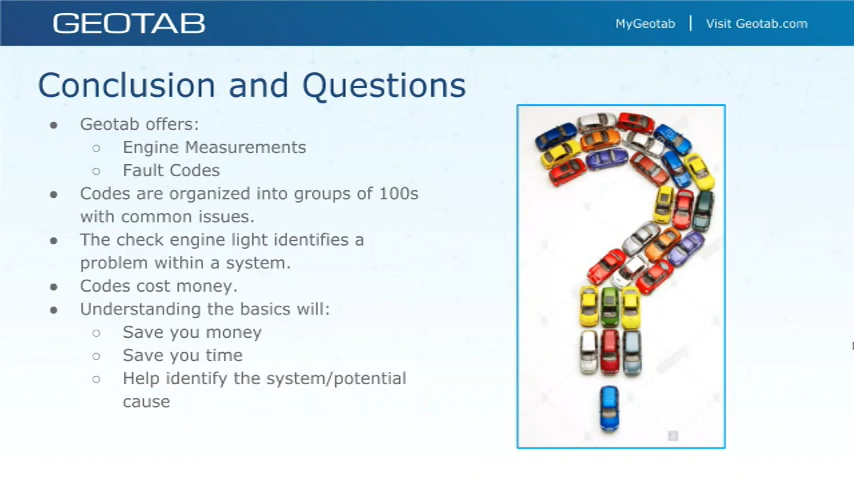 GEOTAB
MyGeotab | Visit Geotab.com
Conclusion and Questions
● Geotab offers:
○ Engine Measurements
○ Fault Codes
● Codes are organized into groups of 100s
with common issues.
● The check engine light identifies a
problem within a system.
● Codes cost money.
● Understanding the basics will:
○ Save you money
○ Save you time
○ Help identify the system/potential
cause
a